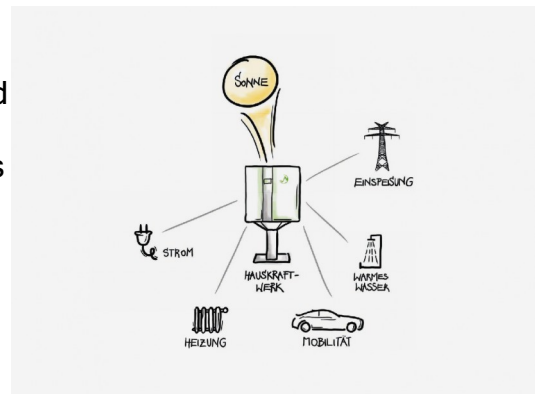 d
s
SONNE
EINSPEISUNG
STROM
HAUSKRAFT-
WERK
WARMES
WASSER
HEIZUNG
MOBILITÄT